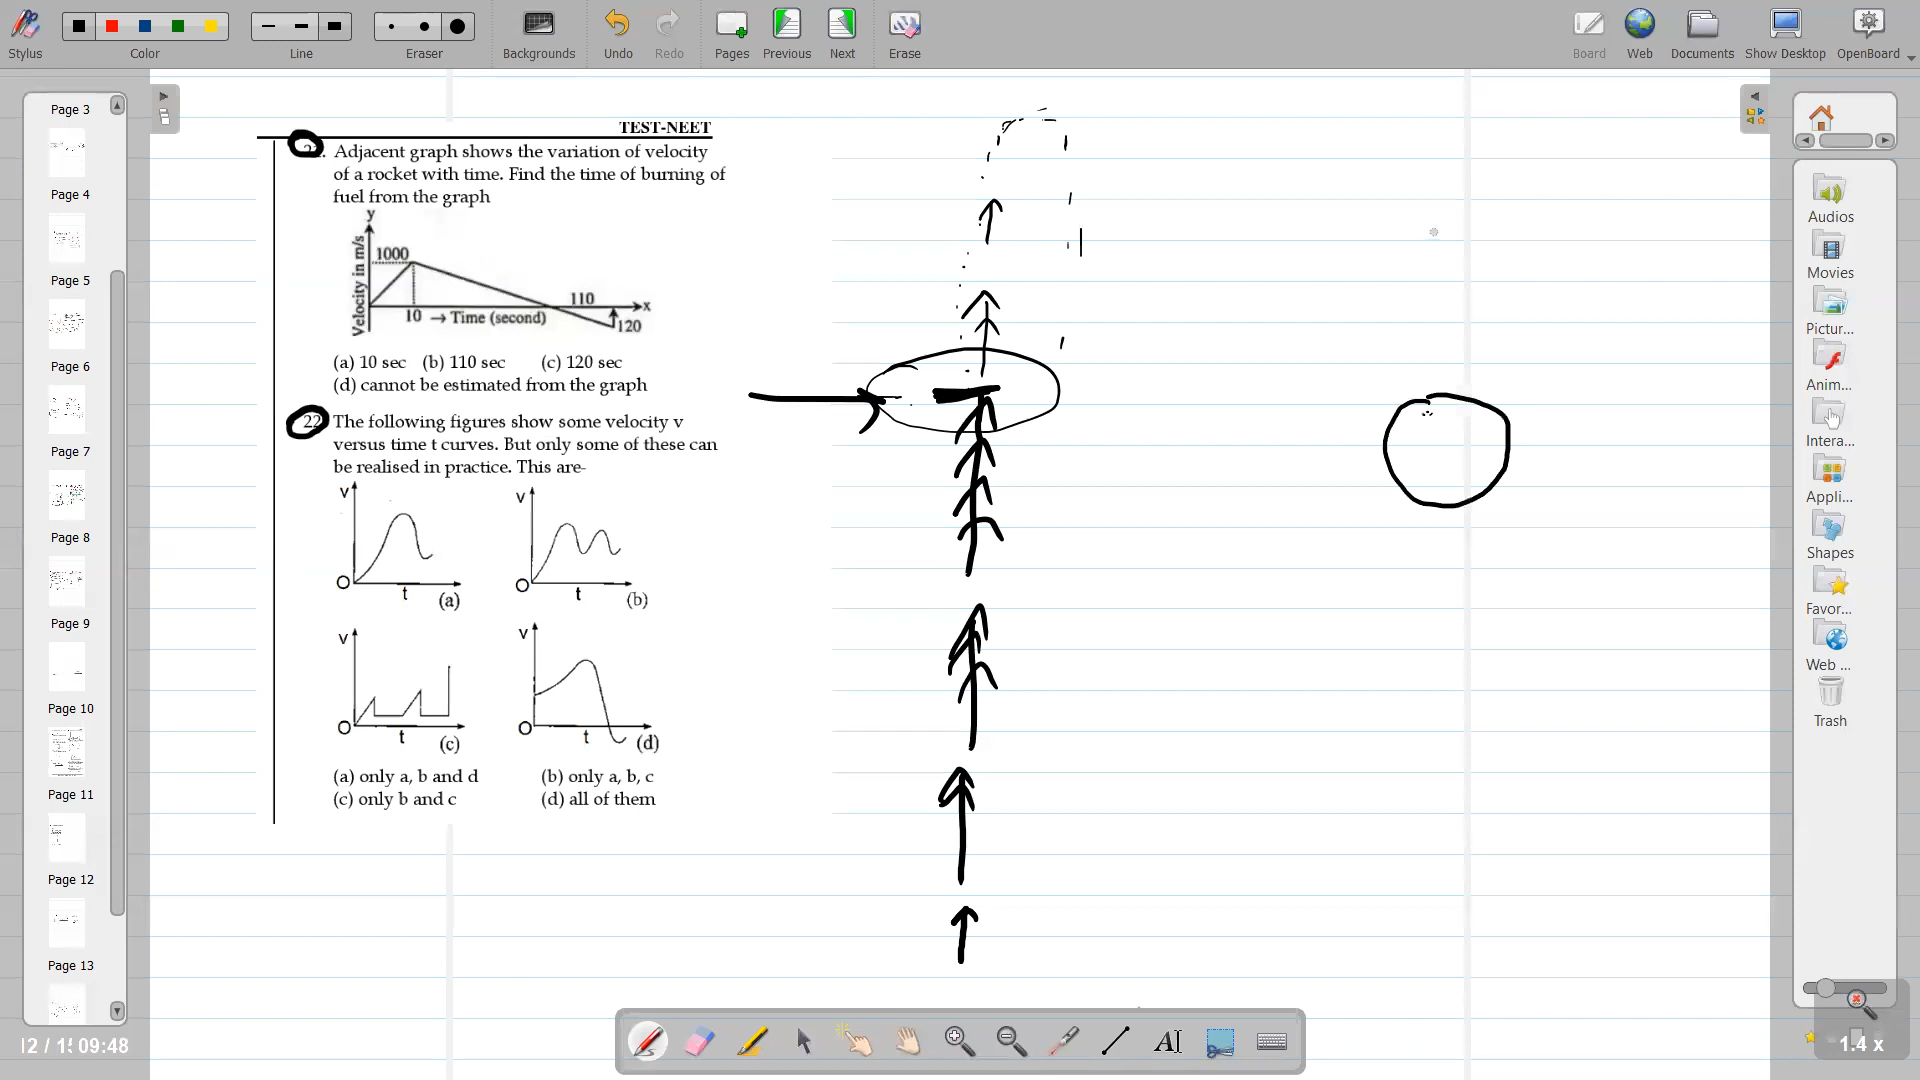 Stylus
Color
Line
Eraser
Backgrounds
Undo
Redo
Pages
Previous
Next
Erase
Board
Web
Documents
Show Desktop
OpenBoard
Page 3
Page 4
Page 5
Page 6
Page 7
Page 8
Page 9
Page 10
Page 11
Page 12
Page 13
09:48
TEST-NEET
Adjacent graph shows the variation of velocity
of a rocket with time. Find the time of burning of
fuel from the graph
y
Velocity in m/s
1000
110
x
10 → Time (second)
120
(a) 10 sec (b) 110 sec (c) 120 sec
(d) cannot be estimated from the graph
22 The following figures show some velocity v
versus time t curves. But only some of these can
be realised in practice. This are-
v
O
t
(a)
v
O
t
(b)
v
O
t
(c)
v
O
t
(d)
(a) only a, b and d (b) only a, b, c
(c) only b and c (d) all of them
Audios
Movies
Pictur...
Anim...
Intera...
Appli...
Shapes
Favor...
Web ...
Trash
1.4 x